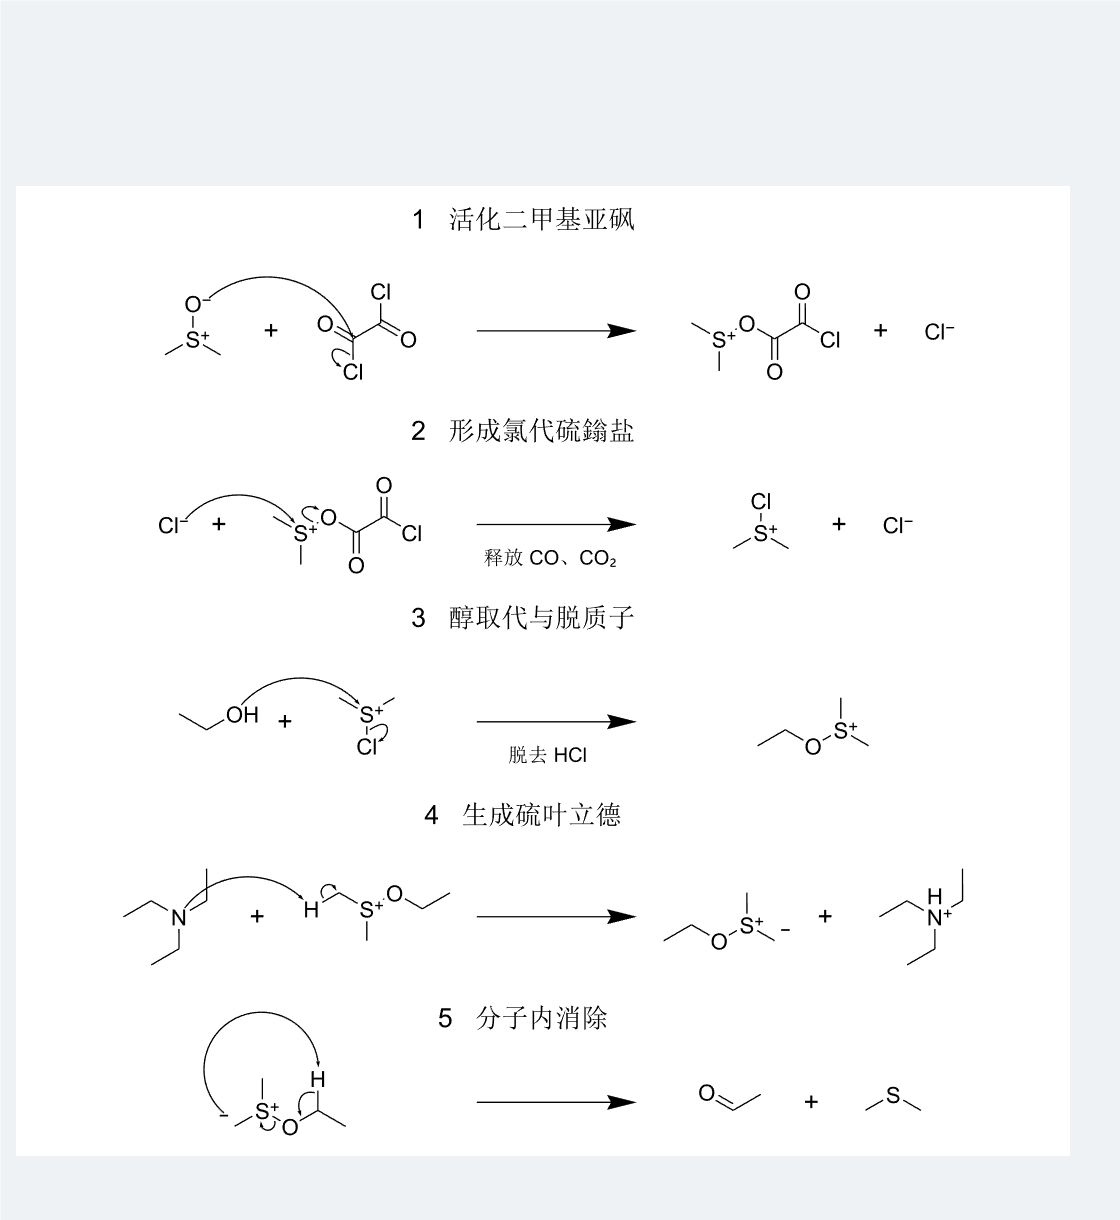 1 活化二甲基亚砜
O⁻
Cl
O
S⁺
+
O
Cl
O
S⁺
O
Cl
O
+
Cl⁻
2 形成氯代硫鎓盐
Cl⁻
+
S⁺
O
O
Cl
O
释放 CO、CO₂
Cl
S⁺
+
Cl⁻
3 醇取代与脱质子
OH
+
S⁺
Cl
脱去 HCl
O
S⁺
4 生成硫叶立德
N
+
H
S⁺
O
O
S⁺
−
+
H
N⁺
5 分子内消除
H
−
S⁺
O
O
+
S